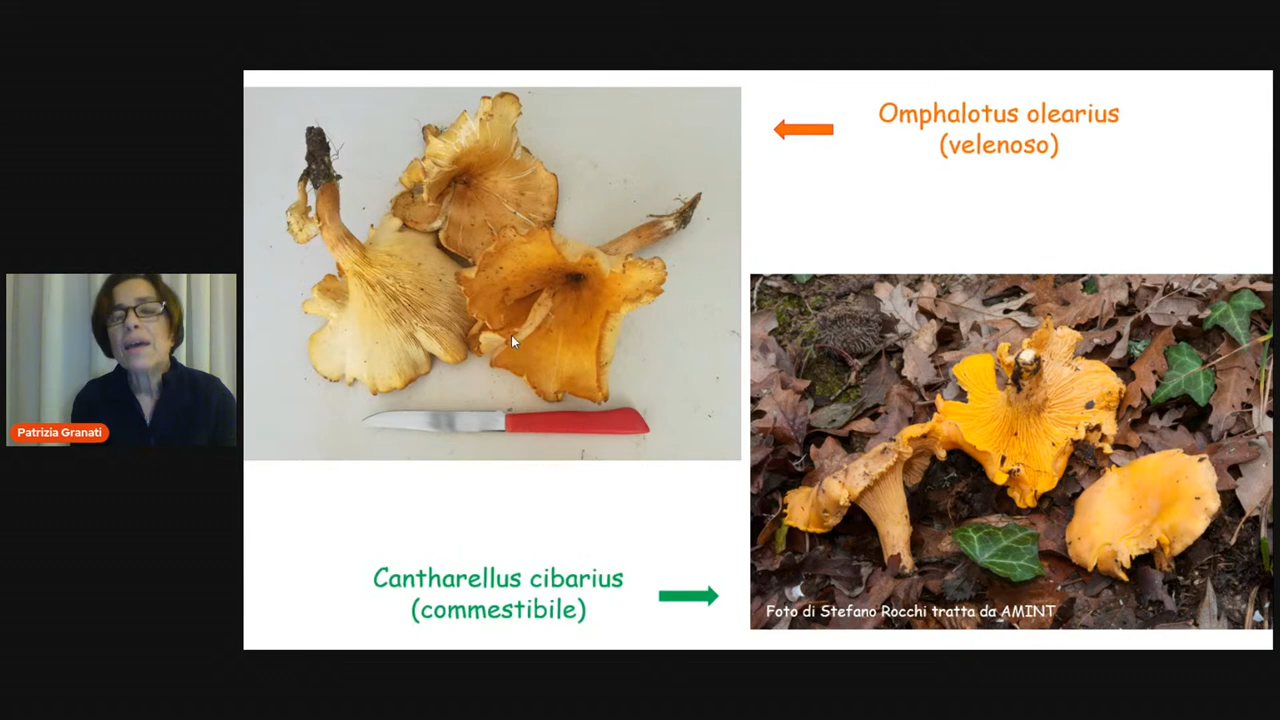 Omphalotus olearius
(velenoso)
Patrizia Granati
Cantharellus cibarius
(commestibile)
Foto di Stefano Rocchi tratta da AMINT